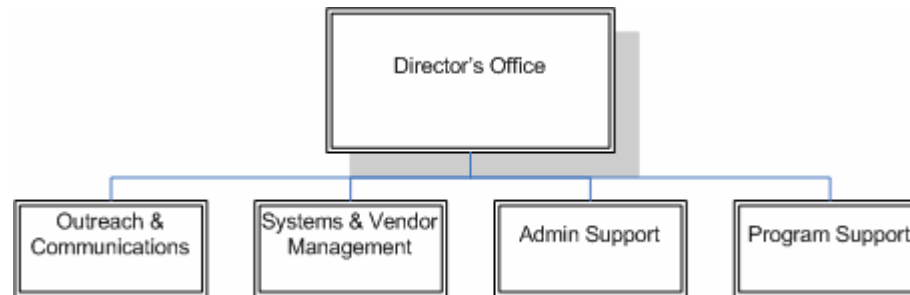 Director's Office
Outreach &
Communications
Systems & Vendor
Management
Admin Support
Program Support